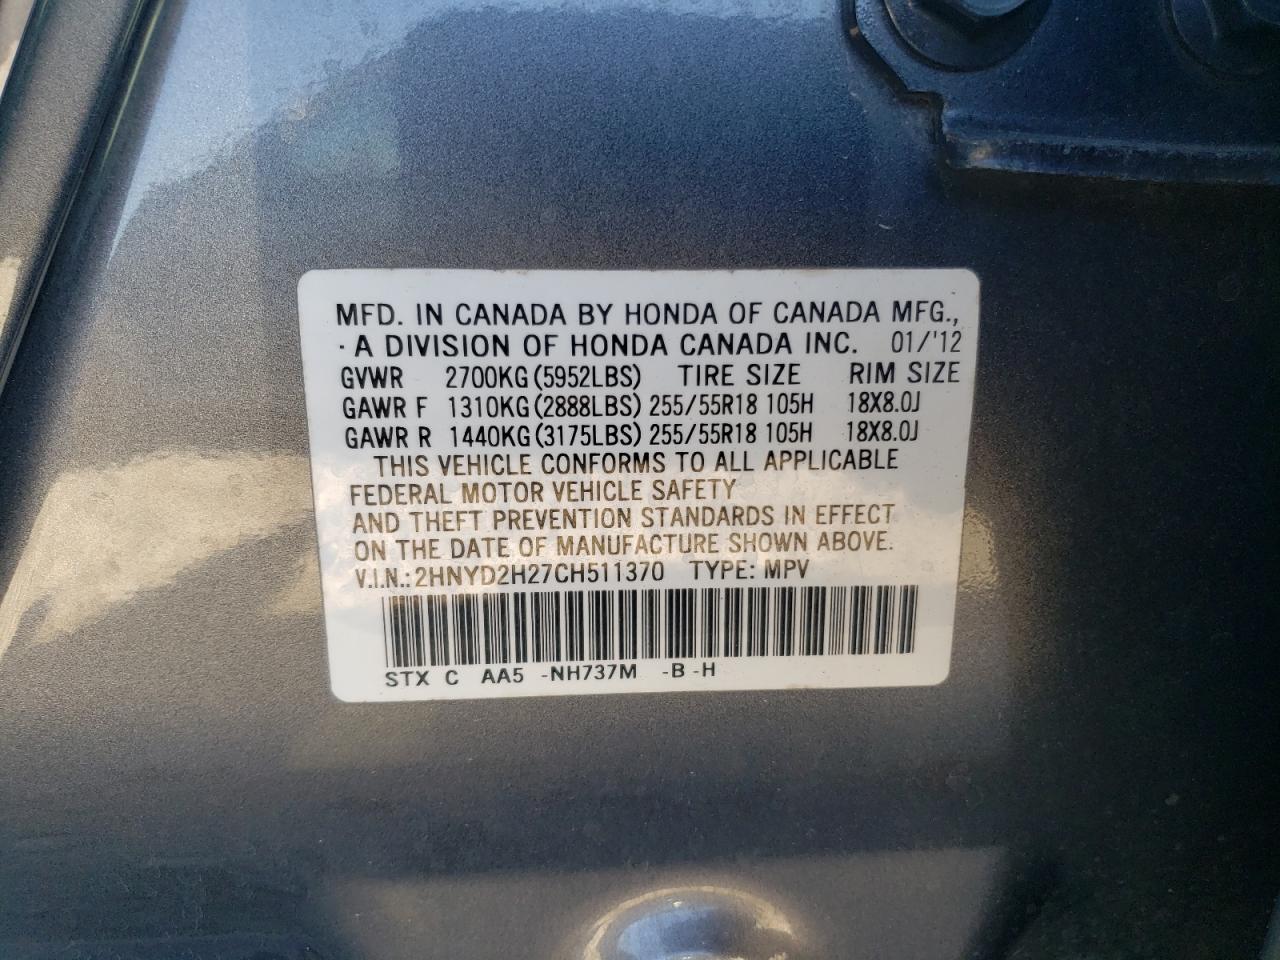 MFD. IN CANADA BY HONDA OF CANADA MFG.,
· A DIVISION OF HONDA CANADA INC. 01/'12
GVWR 2700KG (5952LBS) TIRE SIZE RIM SIZE
GAWR F 1310KG (2888LBS) 255/55R18 105H 18X8.0J
GAWR R 1440KG (3175LBS) 255/55R18 105H 18X8.0J
THIS VEHICLE CONFORMS TO ALL APPLICABLE
FEDERAL MOTOR VEHICLE SAFETY
AND THEFT PREVENTION STANDARDS IN EFFECT
ON THE DATE OF MANUFACTURE SHOWN ABOVE.
V.I.N.: 2HNYD2H27CH511370 TYPE: MPV
STX C AA5 -NH737M -B -H